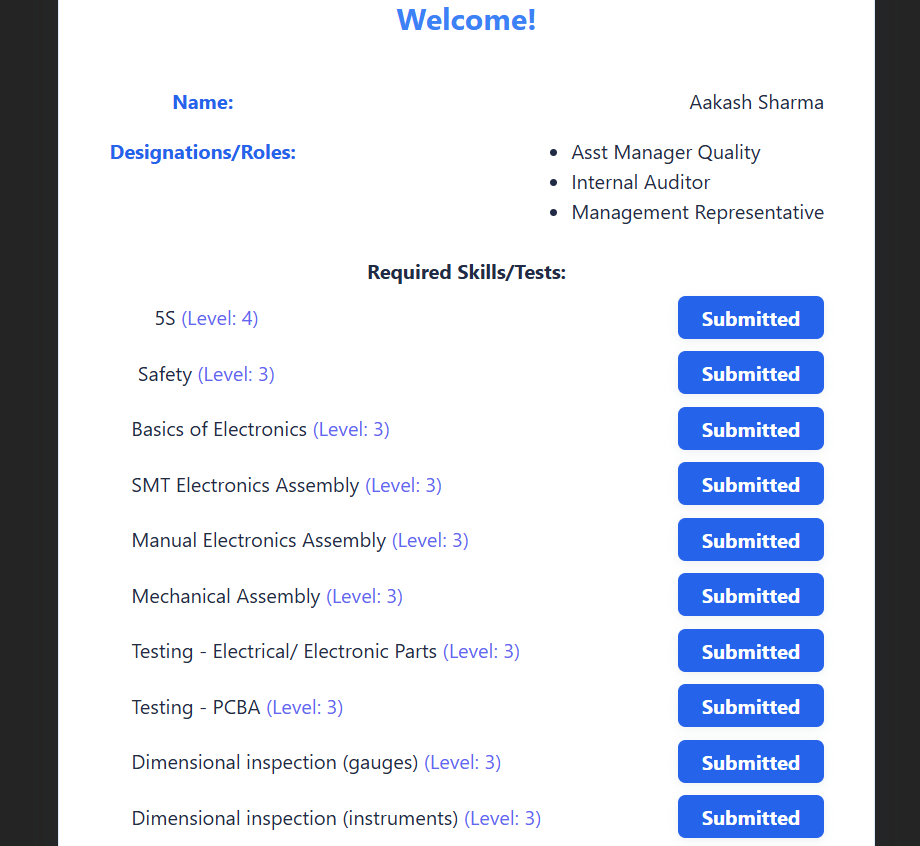 Welcome!
Name: Aakash Sharma
Designations/Roles: • Asst Manager Quality
• Internal Auditor
• Management Representative
Required Skills/Tests:
5S (Level: 4) Submitted
Safety (Level: 3) Submitted
Basics of Electronics (Level: 3) Submitted
SMT Electronics Assembly (Level: 3) Submitted
Manual Electronics Assembly (Level: 3) Submitted
Mechanical Assembly (Level: 3) Submitted
Testing - Electrical/ Electronic Parts (Level: 3) Submitted
Testing - PCBA (Level: 3) Submitted
Dimensional inspection (gauges) (Level: 3) Submitted
Dimensional inspection (instruments) (Level: 3) Submitted